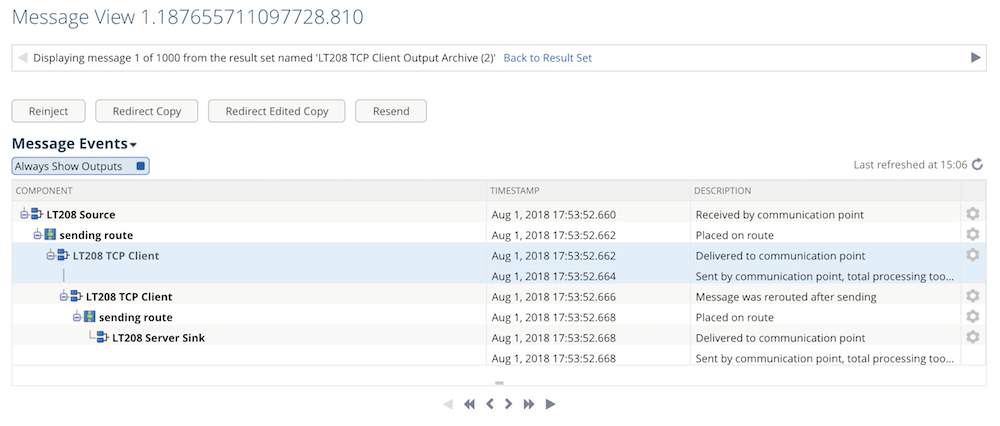 Message View 1.187655711097728.810
Displaying message 1 of 1000 from the result set named 'LT208 TCP Client Output Archive (2)' Back to Result Set
Reinject Redirect Copy Redirect Edited Copy Resend
Message Events
Always Show Outputs Last refreshed at 15:06
COMPONENT TIMESTAMP DESCRIPTION
LT208 Source Aug 1, 2018 17:53:52.660 Received by communication point
sending route Aug 1, 2018 17:53:52.662 Placed on route
LT208 TCP Client Aug 1, 2018 17:53:52.662 Delivered to communication point
Aug 1, 2018 17:53:52.664 Sent by communication point, total processing too...
LT208 TCP Client Aug 1, 2018 17:53:52.666 Message was rerouted after sending
sending route Aug 1, 2018 17:53:52.668 Placed on route
LT208 Server Sink Aug 1, 2018 17:53:52.668 Delivered to communication point
Aug 1, 2018 17:53:52.668 Sent by communication point, total processing too...